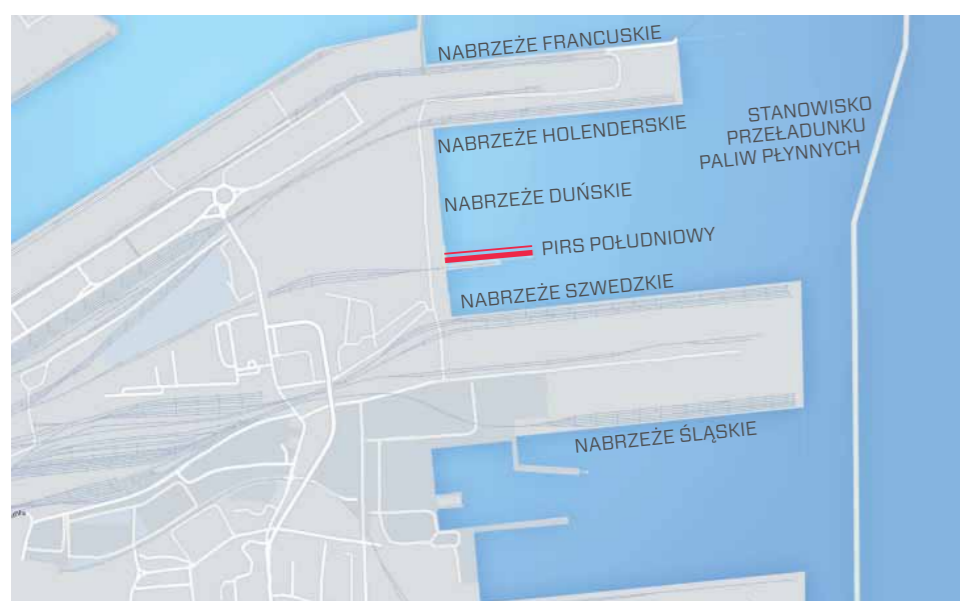 NABRZEŻE FRANCUSKIE
STANOWISKO
PRZEŁADUNKU
PALIW PŁYNNYCH
NABRZEŻE HOLENDERSKIE
NABRZEŻE DUŃSKIE
PIRS POŁUDNIOWY
NABRZEŻE SZWEDZKIE
NABRZEŻE ŚLĄSKIE